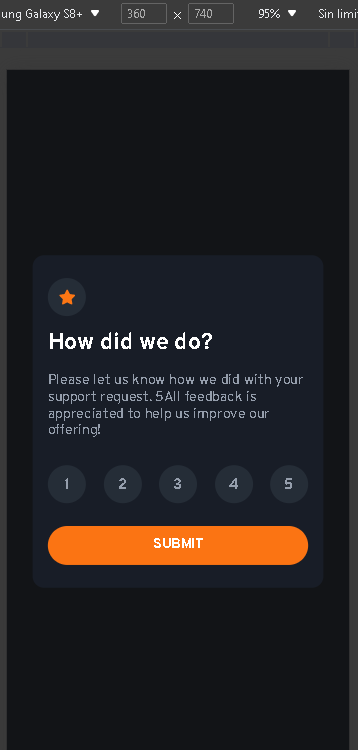 ung Galaxy S8+ ▼ 360 × 740 95% ▼ Sin limi
How did we do?
Please let us know how we did with your
support request. 5All feedback is
appreciated to help us improve our
offering!
1 2 3 4 5
SUBMIT